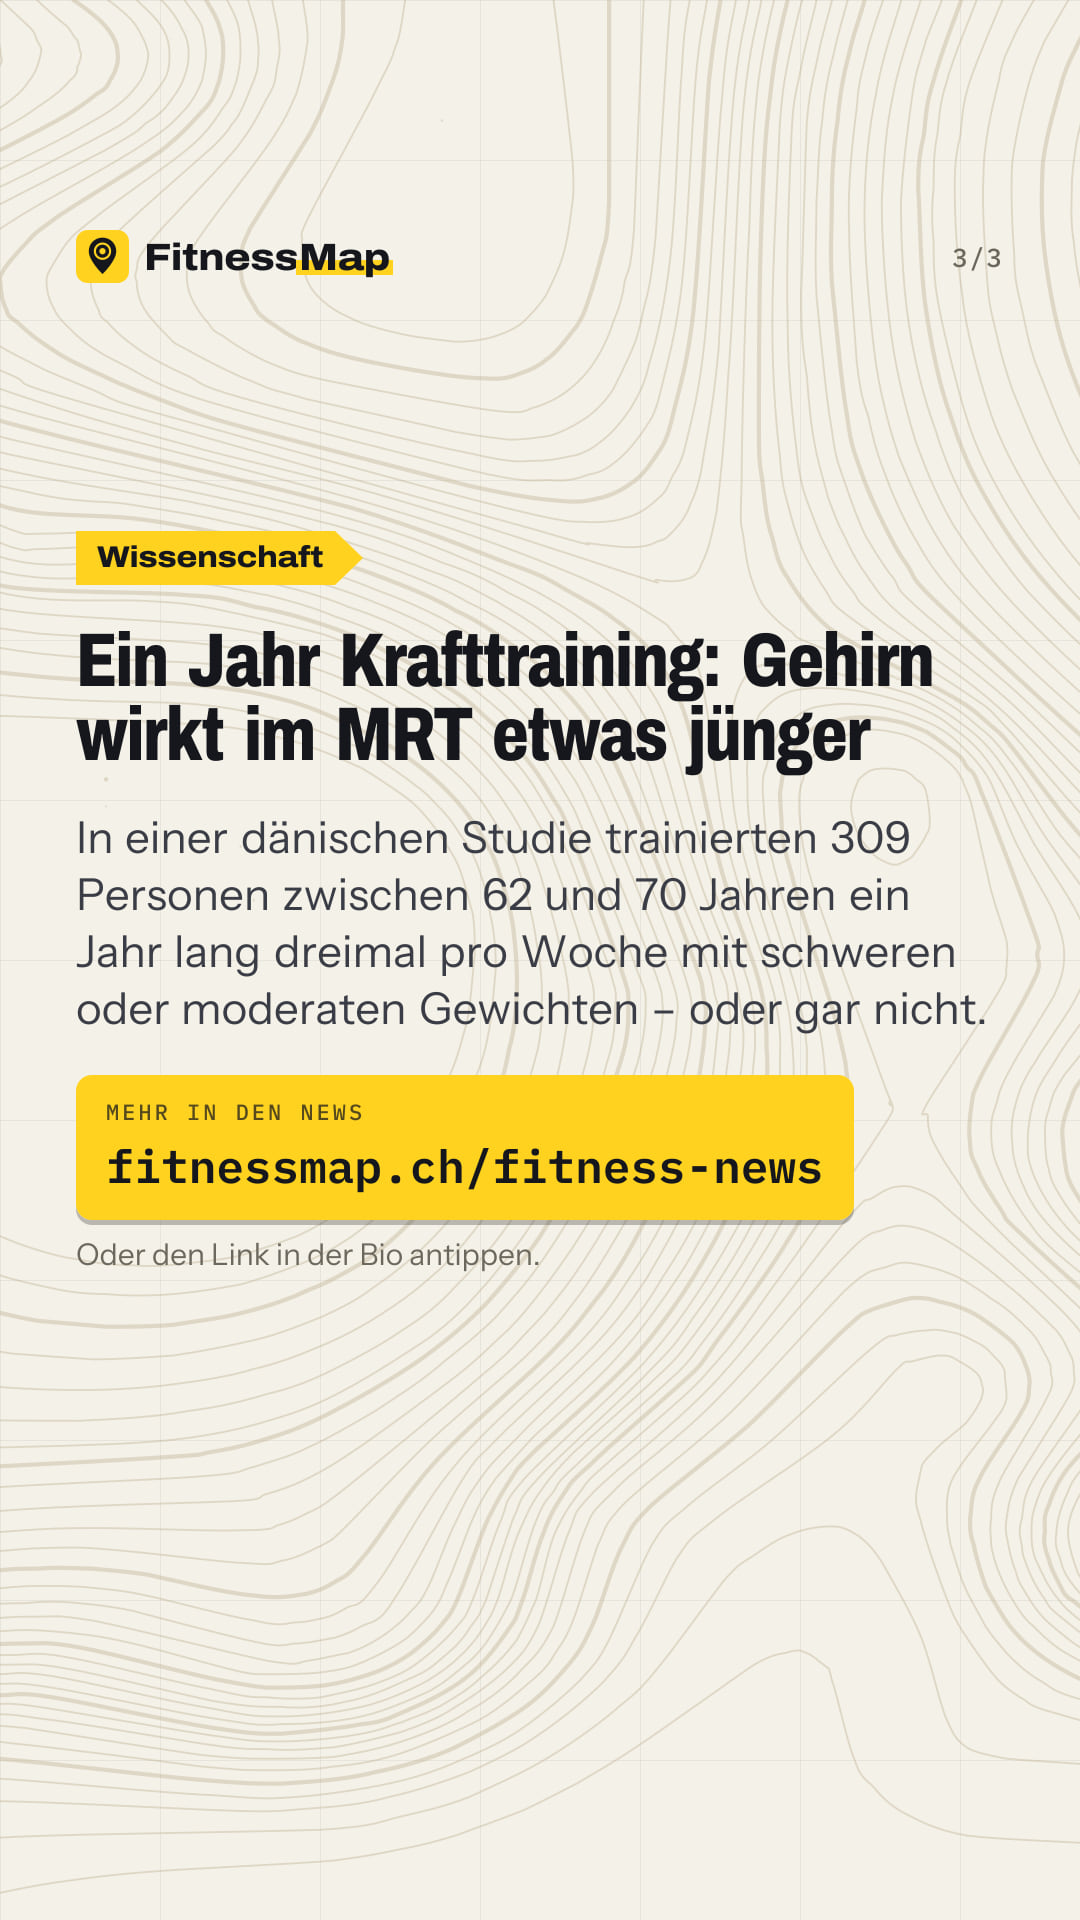 FitnessMap
3/3
Wissenschaft
Ein Jahr Krafttraining: Gehirn
wirkt im MRT etwas jünger
In einer dänischen Studie trainierten 309
Personen zwischen 62 und 70 Jahren ein
Jahr lang dreimal pro Woche mit schweren
oder moderaten Gewichten – oder gar nicht.
MEHR IN DEN NEWS
fitnessmap.ch/fitness-news
Oder den Link in der Bio antippen.